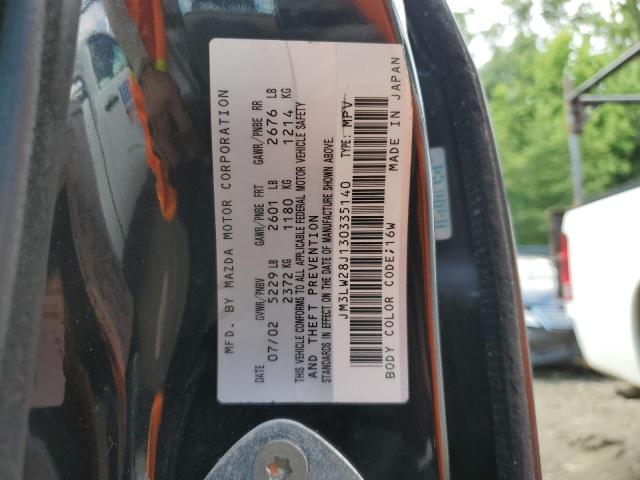 MFD. BY MAZDA MOTOR CORPORATION
DATE GVWR/PNBV GAWR/PNBE FRT GAWR/PNBE RR
07/02 5229 LB 2601 LB 2676 LB
2372 KG 1180 KG 1214 KG
THIS VEHICLE CONFORMS TO ALL APPLICABLE FEDERAL MOTOR VEHICLE SAFETY
AND THEFT PREVENTION
STANDARDS IN EFFECT ON THE DATE OF MANUFACTURE SHOWN ABOVE.
JM3LW28J130335140 TYPE: MPV
BODY COLOR CODE:16W MADE IN JAPAN